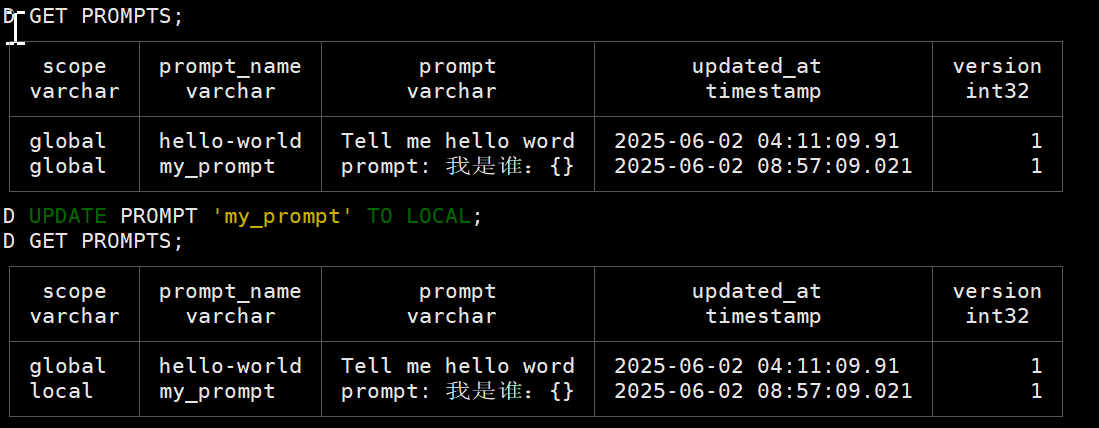 D GET PROMPTS;
scope prompt_name prompt updated_at version
varchar varchar varchar timestamp int32
global hello-world Tell me hello word 2025-06-02 04:11:09.91 1
global my_prompt prompt: 我是谁：{} 2025-06-02 08:57:09.021 1
D UPDATE PROMPT 'my_prompt' TO LOCAL;
D GET PROMPTS;
scope prompt_name prompt updated_at version
varchar varchar varchar timestamp int32
global hello-world Tell me hello word 2025-06-02 04:11:09.91 1
local my_prompt prompt: 我是谁：{} 2025-06-02 08:57:09.021 1